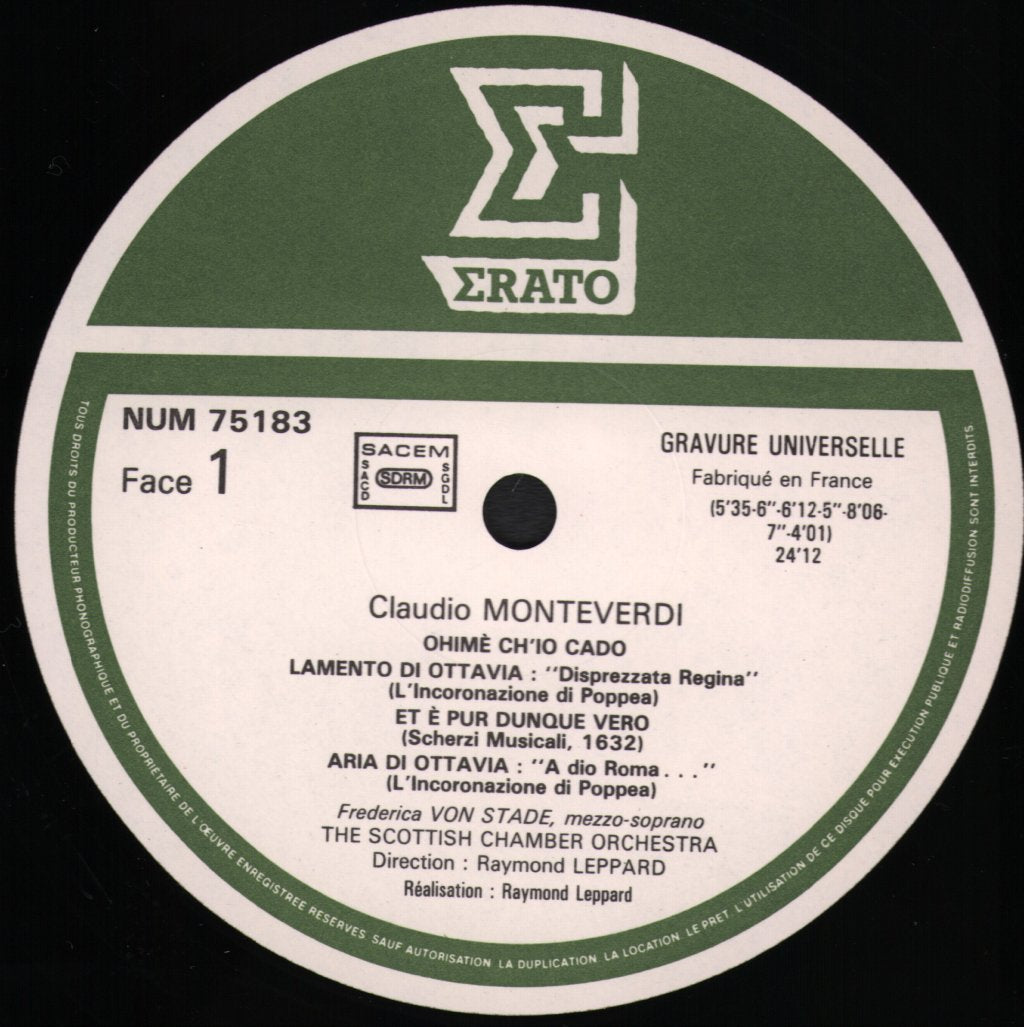 ΣRATO
NUM 75183
Face 1
SACEM
SACD
SDRM
SGDL
GRAVURE UNIVERSELLE
Fabriqué en France
(5'35-6''-6'12-5''-8'06-
7''-4'01)
24'12
Claudio MONTEVERDI
OHIMÈ CH'IO CADO
LAMENTO DI OTTAVIA : ''Disprezzata Regina''
(L'Incoronazione di Poppea)
ET È PUR DUNQUE VERO
(Scherzi Musicali, 1632)
ARIA DI OTTAVIA : ''A dio Roma . . .''
(L'Incoronazione di Poppea)
Frederica VON STADE, mezzo-soprano
THE SCOTTISH CHAMBER ORCHESTRA
Direction : Raymond LEPPARD
Réalisation : Raymond Leppard
TOUS DROITS DU PRODUCTEUR PHONOGRAPHIQUE ET DU PROPRIÉTAIRE DE L'ŒUVRE ENREGISTREE RESERVES. SAUF AUTORISATION. LA DUPLICATION. LA LOCATION. LE PRET. L'UTILISATION DE CE DISQUE POUR EXECUTION PUBLIQUE ET RADIODIFFUSION SONT INTERDITS.